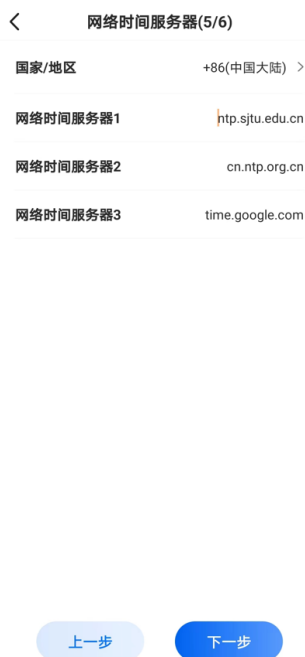 网络时间服务器(5/6)
国家/地区 +86(中国大陆)
网络时间服务器1 ntp.sjtu.edu.cn
网络时间服务器2 cn.ntp.org.cn
网络时间服务器3 time.google.com
上一步 下一步